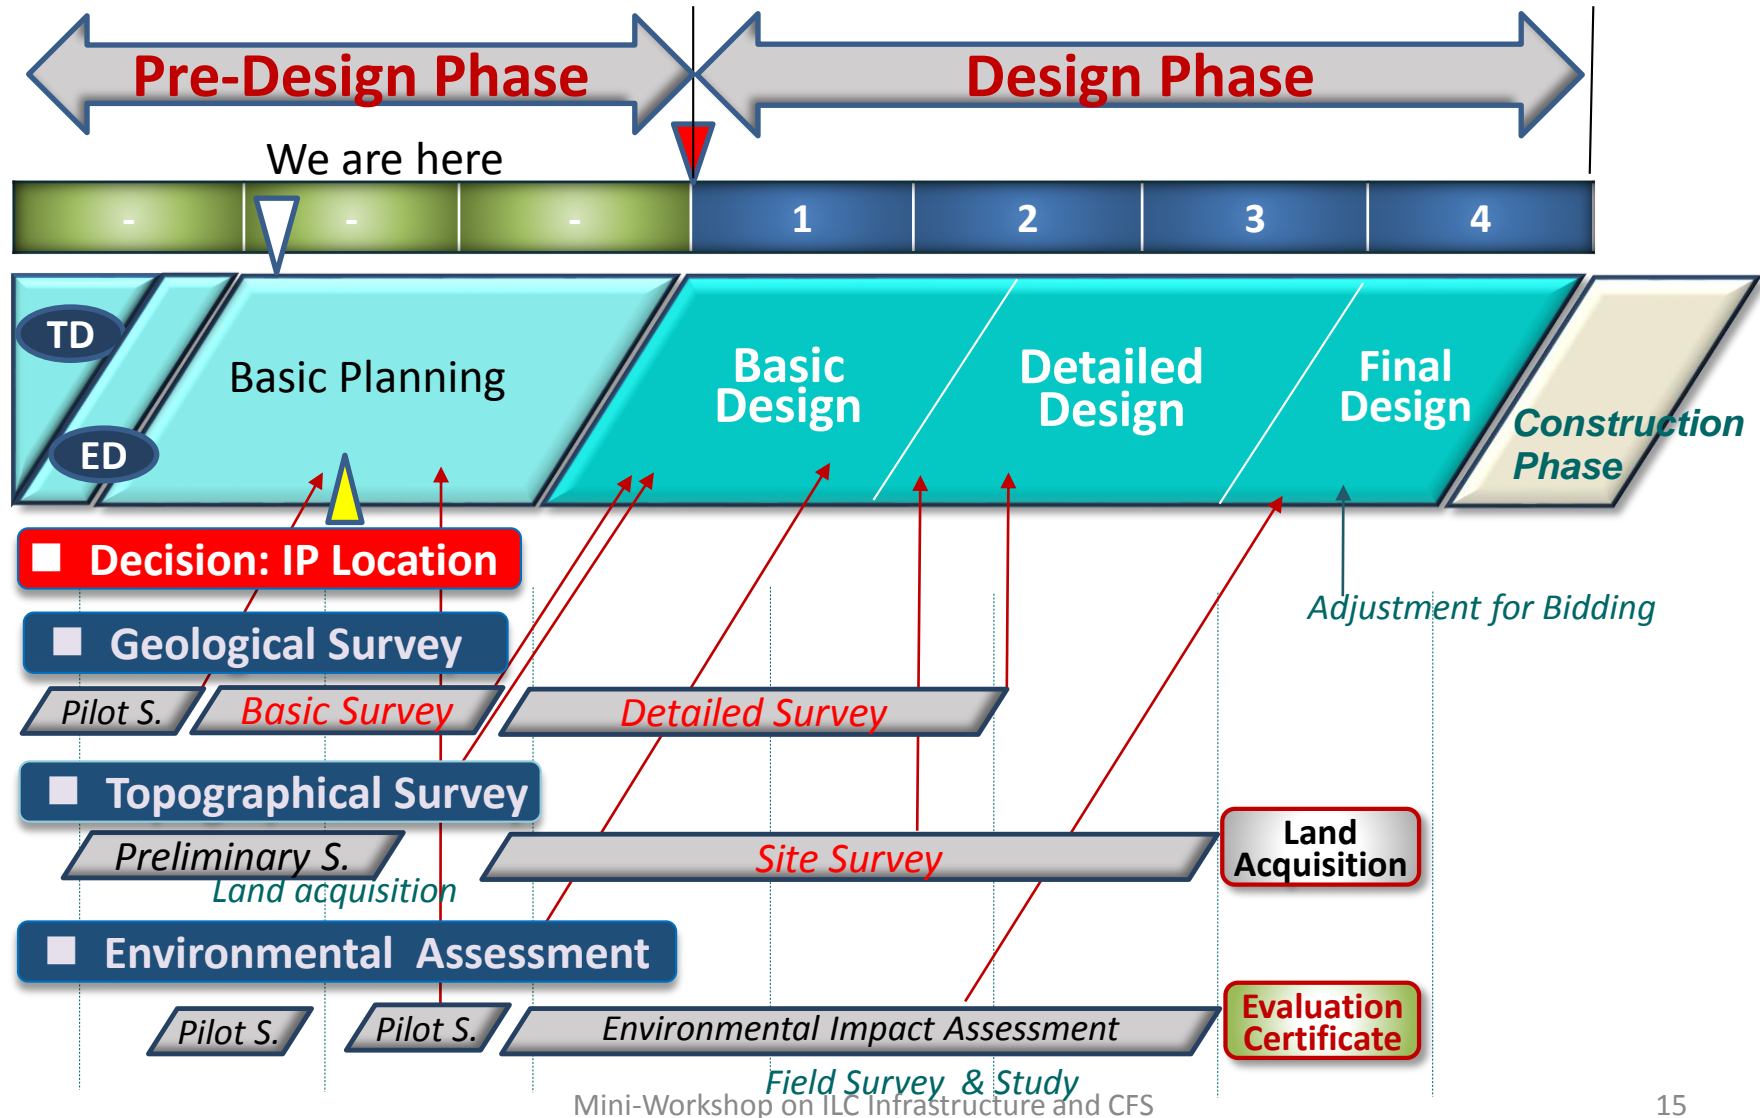 Pre-Design Phase
Design Phase
We are here
-
-
-
1
2
3
4
TD
ED
Basic Planning
Basic
Design
Detailed
Design
Final
Design
Construction
Phase
Decision: IP Location
Adjustment for Bidding
Geological Survey
Pilot S.
Basic Survey
Detailed Survey
Topographical Survey
Preliminary S.
Site Survey
Land
Acquisition
Land acquisition
Environmental Assessment
Pilot S.
Pilot S.
Environmental Impact Assessment
Evaluation
Certificate
Field Survey & Study
Mini-Workshop on ILC Infrastructure and CFS
15